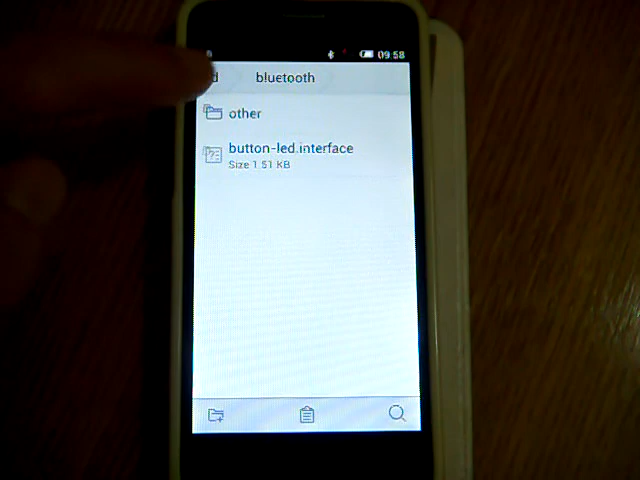 09:58
d bluetooth
other
button-led.interface
Size 1.51 KB